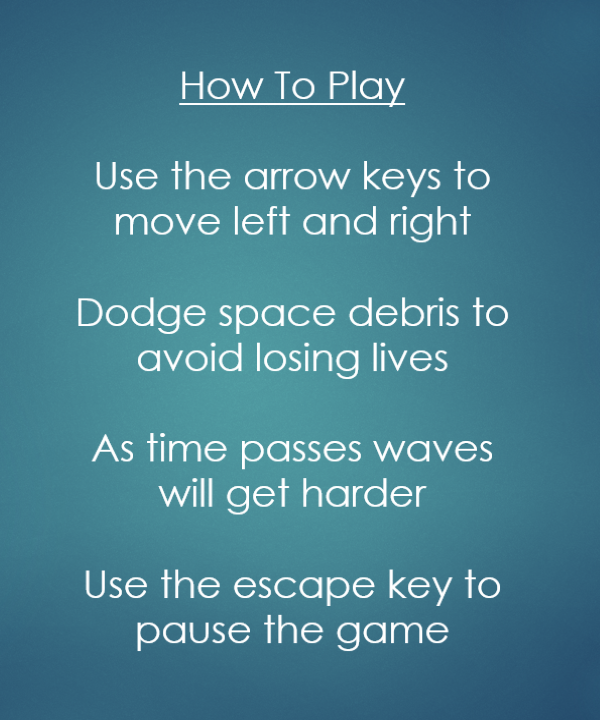 How To Play
Use the arrow keys to
move left and right
Dodge space debris to
avoid losing lives
As time passes waves
will get harder
Use the escape key to
pause the game